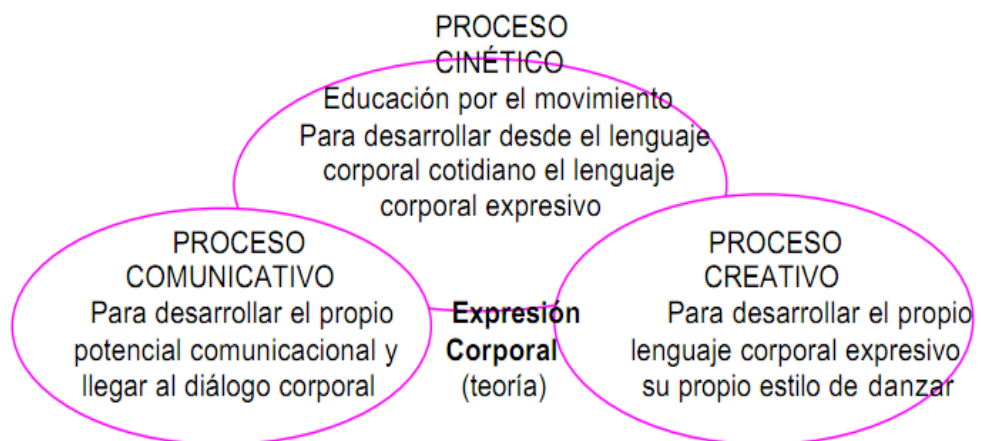 PROCESO
CINÉTICO
Educación por el movimiento
Para desarrollar desde el lenguaje
corporal cotidiano el lenguaje
corporal expresivo
PROCESO
COMUNICATIVO
Para desarrollar el propio
potencial comunicacional y
llegar al diálogo corporal
Expresión
Corporal
(teoría)
PROCESO
CREATIVO
Para desarrollar el propio
lenguaje corporal expresivo
su propio estilo de danzar